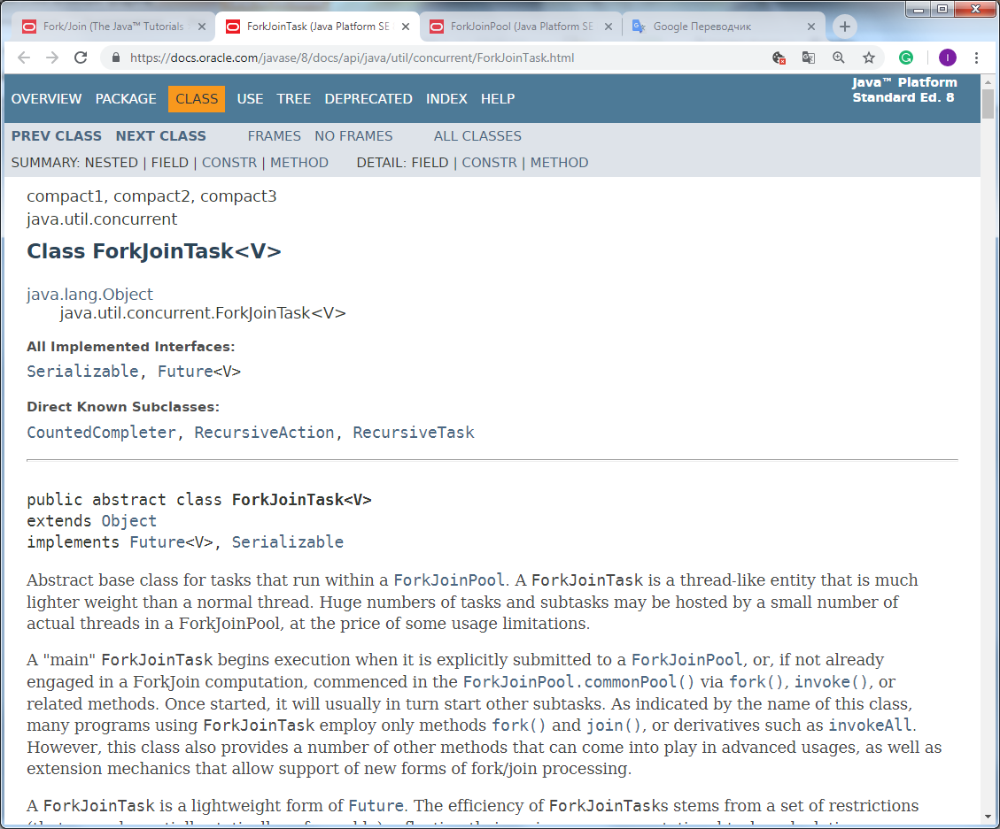 Fork/Join (The Java™ Tutorials
ForkJoinTask (Java Platform SE
ForkJoinPool (Java Platform SE
Google Переводчик
https://docs.oracle.com/javase/8/docs/api/java/util/concurrent/ForkJoinTask.html
I
OVERVIEW PACKAGE CLASS USE TREE DEPRECATED INDEX HELP
Java™ Platform
Standard Ed. 8
PREV CLASS NEXT CLASS FRAMES NO FRAMES ALL CLASSES
SUMMARY: NESTED | FIELD | CONSTR | METHOD DETAIL: FIELD | CONSTR | METHOD
compact1, compact2, compact3
java.util.concurrent
Class ForkJoinTask<V>
java.lang.Object
java.util.concurrent.ForkJoinTask<V>
All Implemented Interfaces:
Serializable, Future<V>
Direct Known Subclasses:
CountedCompleter, RecursiveAction, RecursiveTask
public abstract class ForkJoinTask<V>
extends Object
implements Future<V>, Serializable
Abstract base class for tasks that run within a ForkJoinPool. A ForkJoinTask is a thread-like entity that is much
lighter weight than a normal thread. Huge numbers of tasks and subtasks may be hosted by a small number of
actual threads in a ForkJoinPool, at the price of some usage limitations.
A "main" ForkJoinTask begins execution when it is explicitly submitted to a ForkJoinPool, or, if not already
engaged in a ForkJoin computation, commenced in the ForkJoinPool.commonPool() via fork(), invoke(), or
related methods. Once started, it will usually in turn start other subtasks. As indicated by the name of this class,
many programs using ForkJoinTask employ only methods fork() and join(), or derivatives such as invokeAll.
However, this class also provides a number of other methods that can come into play in advanced usages, as well as
extension mechanics that allow support of new forms of fork/join processing.
A ForkJoinTask is a lightweight form of Future. The efficiency of ForkJoinTasks stems from a set of restrictions